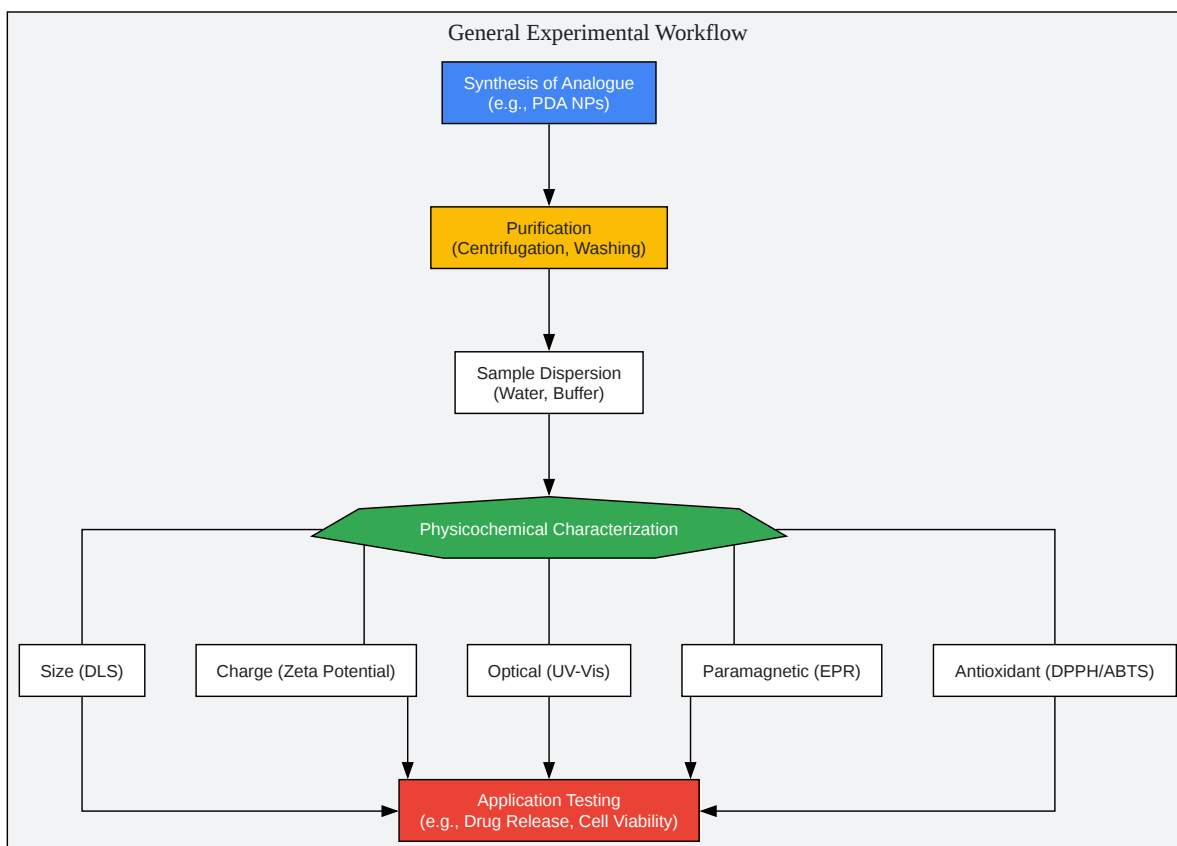 General Experimental Workflow
Synthesis of Analogue
(e.g., PDA NPs)
Purification
(Centrifugation, Washing)
Sample Dispersion
(Water, Buffer)
Physicochemical Characterization
Size (DLS)
Charge (Zeta Potential)
Optical (UV-Vis)
Paramagnetic (EPR)
Antioxidant (DPPH/ABTS)
Application Testing
(e.g., Drug Release, Cell Viability)